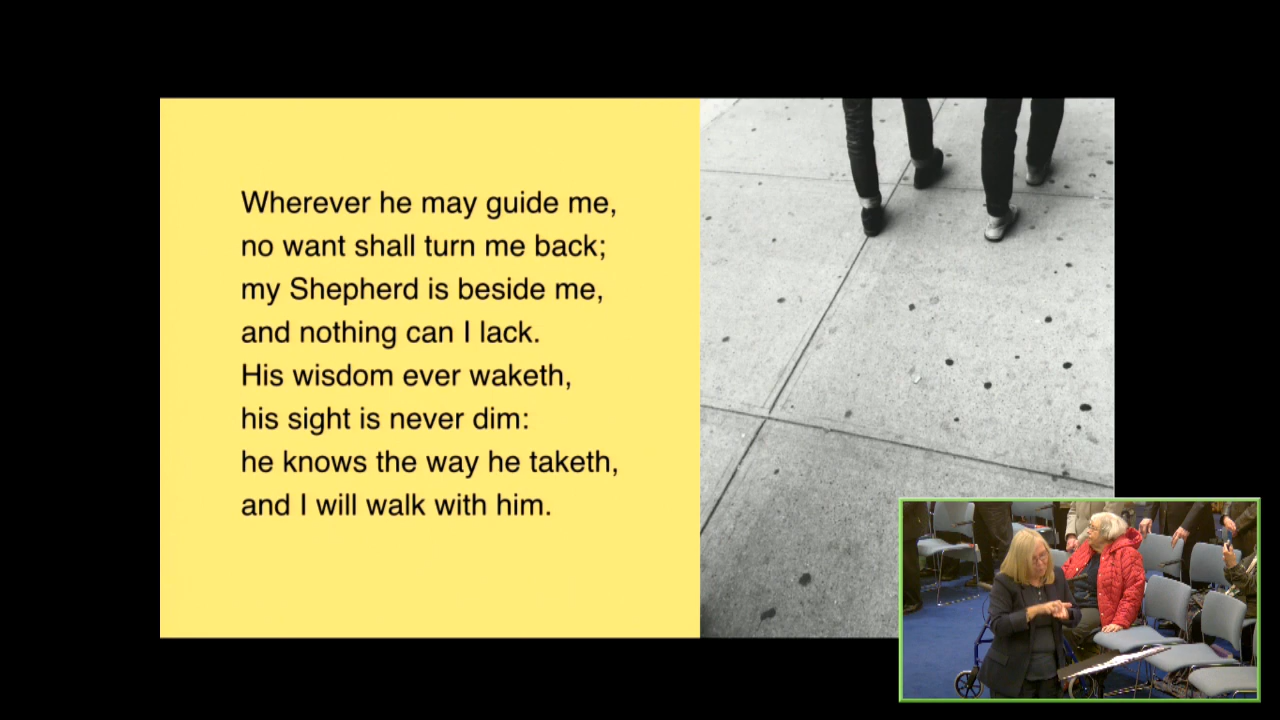 Wherever he may guide me,
no want shall turn me back;
my Shepherd is beside me,
and nothing can I lack.
His wisdom ever waketh,
his sight is never dim:
he knows the way he taketh,
and I will walk with him.